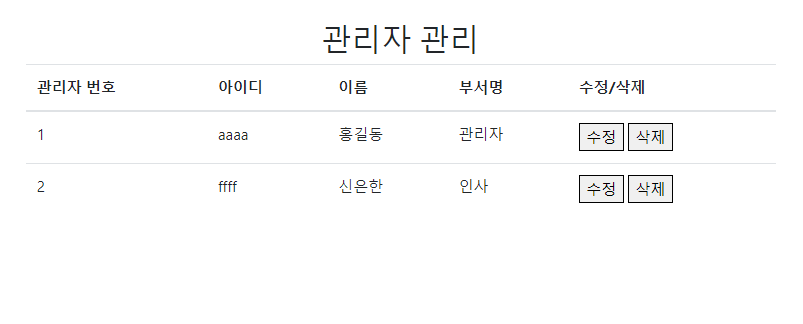 관리자 관리
관리자 번호 아이디 이름 부서명 수정/삭제
1 aaaa 홍길동 관리자 수정 삭제
2 ffff 신은한 인사 수정 삭제